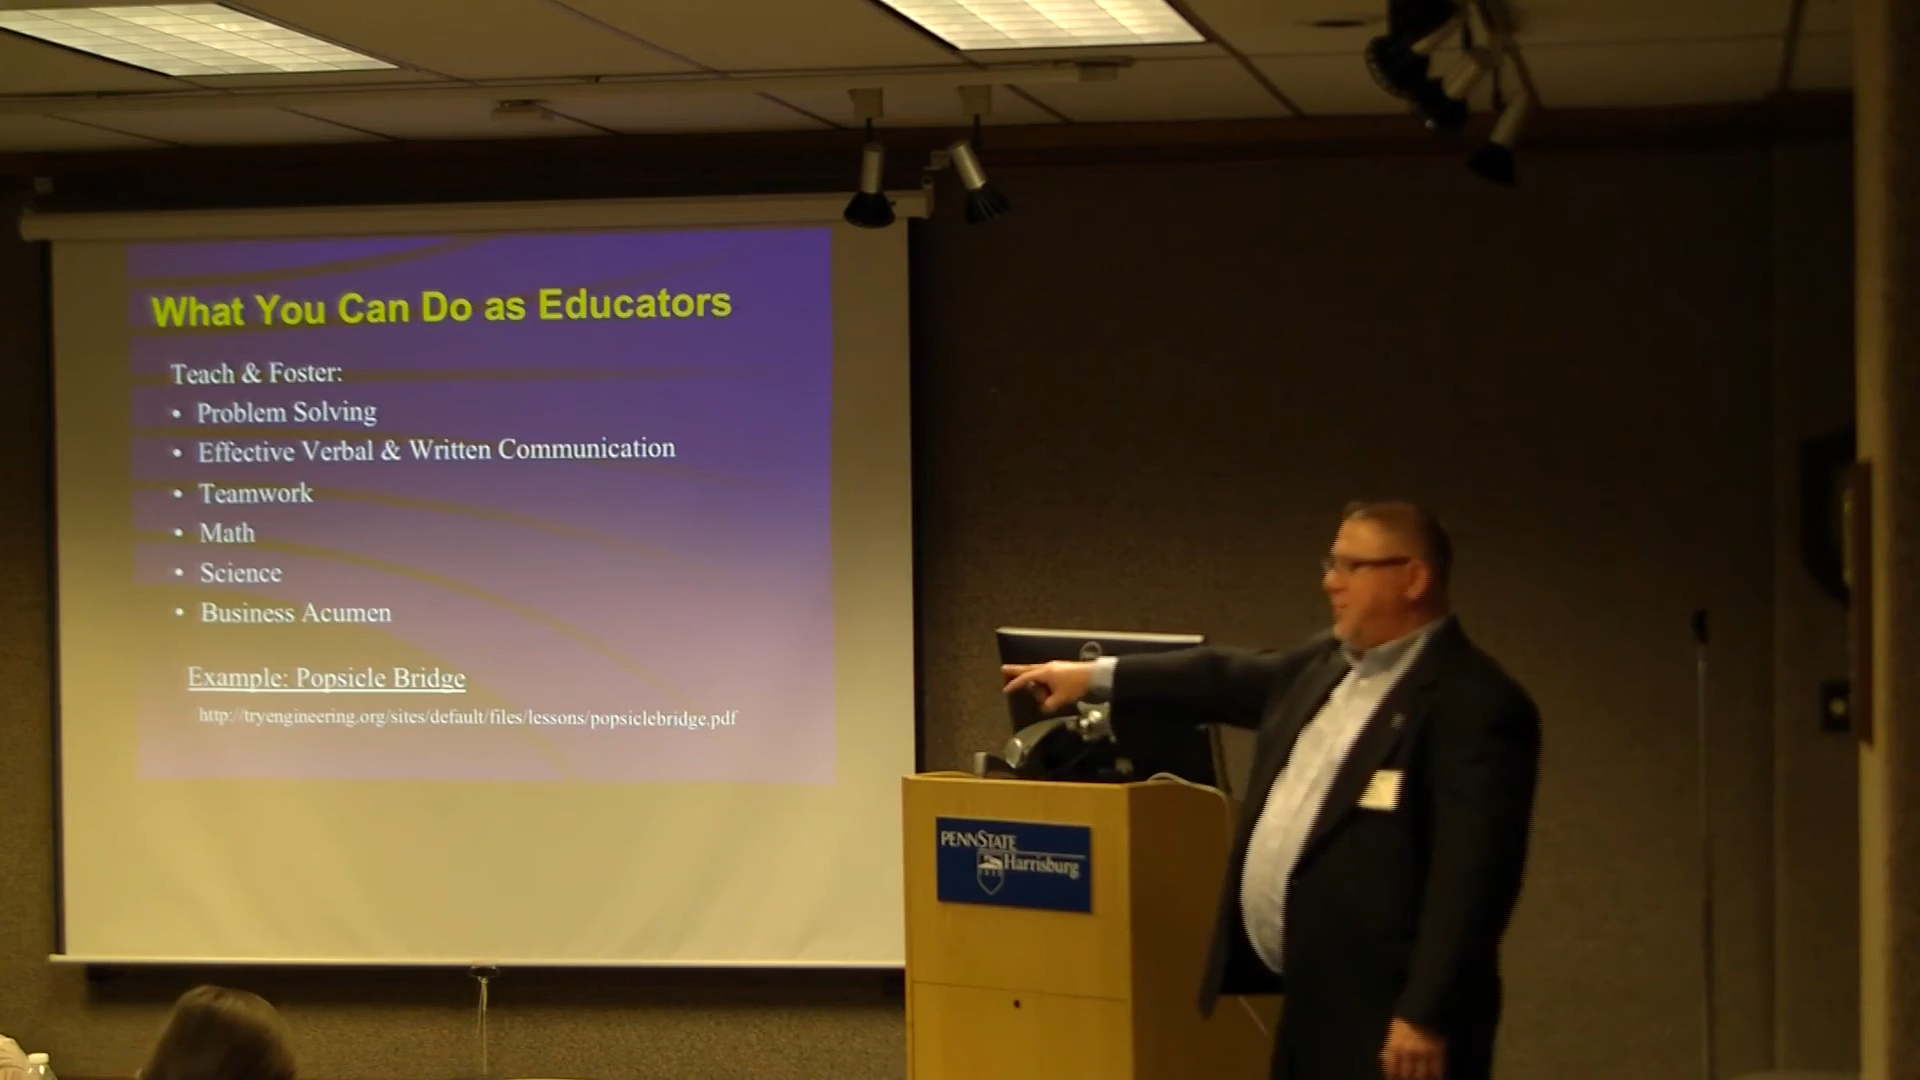 What You Can Do as Educators
Teach & Foster:
• Problem Solving
• Effective Verbal & Written Communication
• Teamwork
• Math
• Science
• Business Acumen
Example: Popsicle Bridge
http://tryengineering.org/sites/default/files/lessons/popsiclebridge.pdf
PENNSTATE
Harrisburg